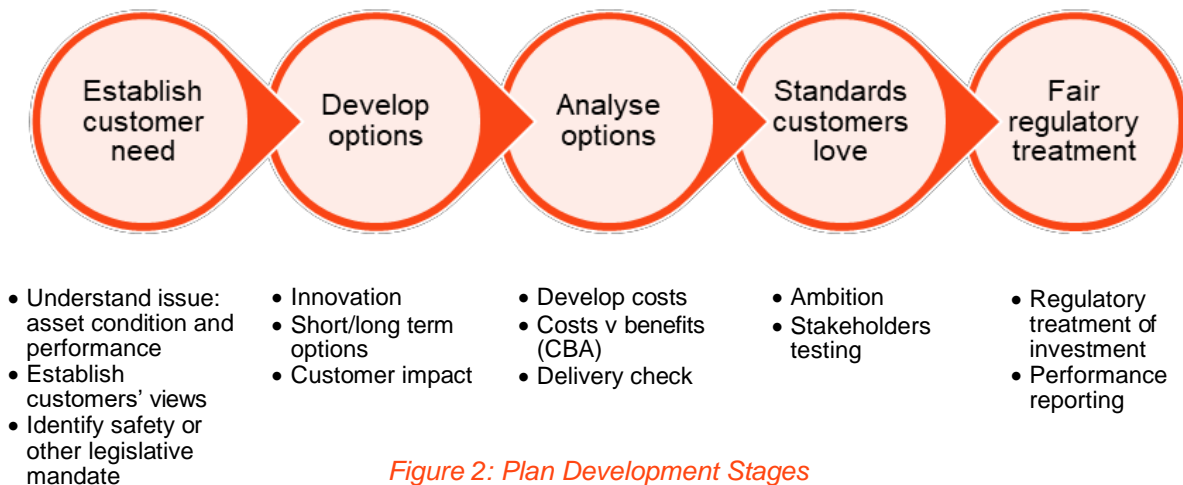 Establish
customer
need
Develop
options
Analyse
options
Standards
customers
love
Fair
regulatory
treatment
• Understand issue:
asset condition and
performance
• Establish
customers’ views
• Identify safety or
other legislative
mandate
• Innovation
• Short/long term
options
• Customer impact
• Develop costs
• Costs v benefits
(CBA)
• Delivery check
• Ambition
• Stakeholders
testing
• Regulatory
treatment of
investment
• Performance
reporting
Figure 2: Plan Development Stages